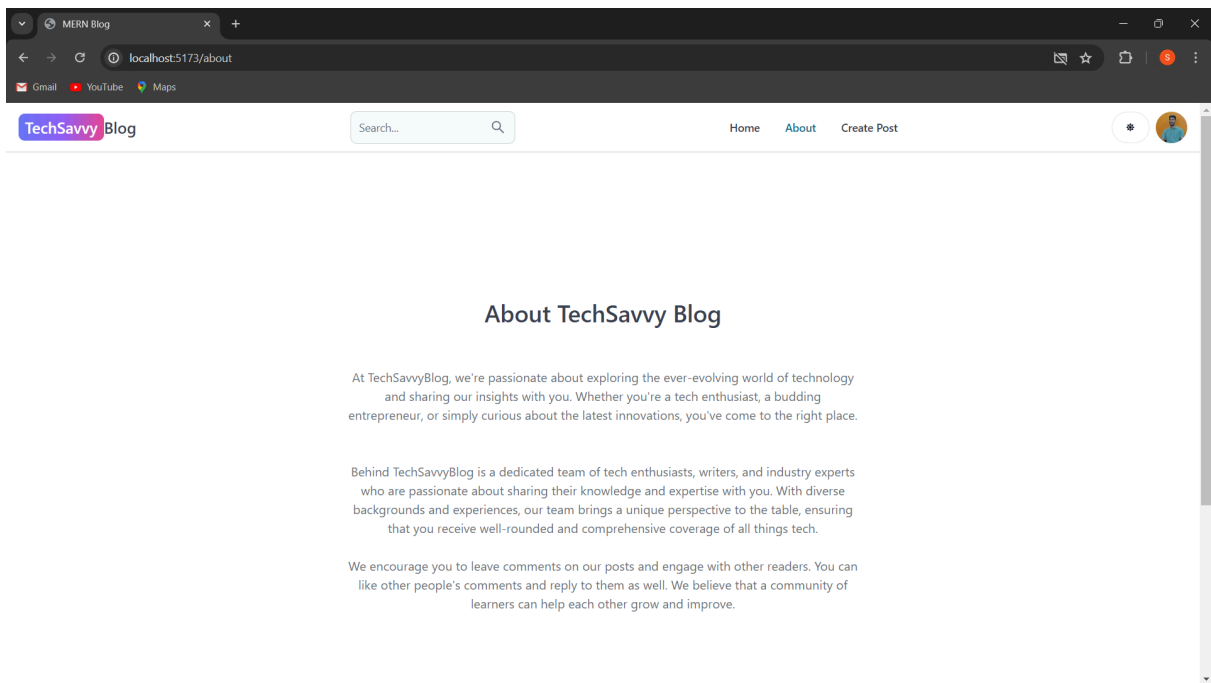 MERN Blog
localhost:5173/about
S
Gmail YouTube Maps
TechSavvy Blog
Search...
Home About Create Post
About TechSavvy Blog
At TechSavvyBlog, we're passionate about exploring the ever-evolving world of technology
and sharing our insights with you. Whether you're a tech enthusiast, a budding
entrepreneur, or simply curious about the latest innovations, you've come to the right place.
Behind TechSavvyBlog is a dedicated team of tech enthusiasts, writers, and industry experts
who are passionate about sharing their knowledge and expertise with you. With diverse
backgrounds and experiences, our team brings a unique perspective to the table, ensuring
that you receive well-rounded and comprehensive coverage of all things tech.
We encourage you to leave comments on our posts and engage with other readers. You can
like other people's comments and reply to them as well. We believe that a community of
learners can help each other grow and improve.